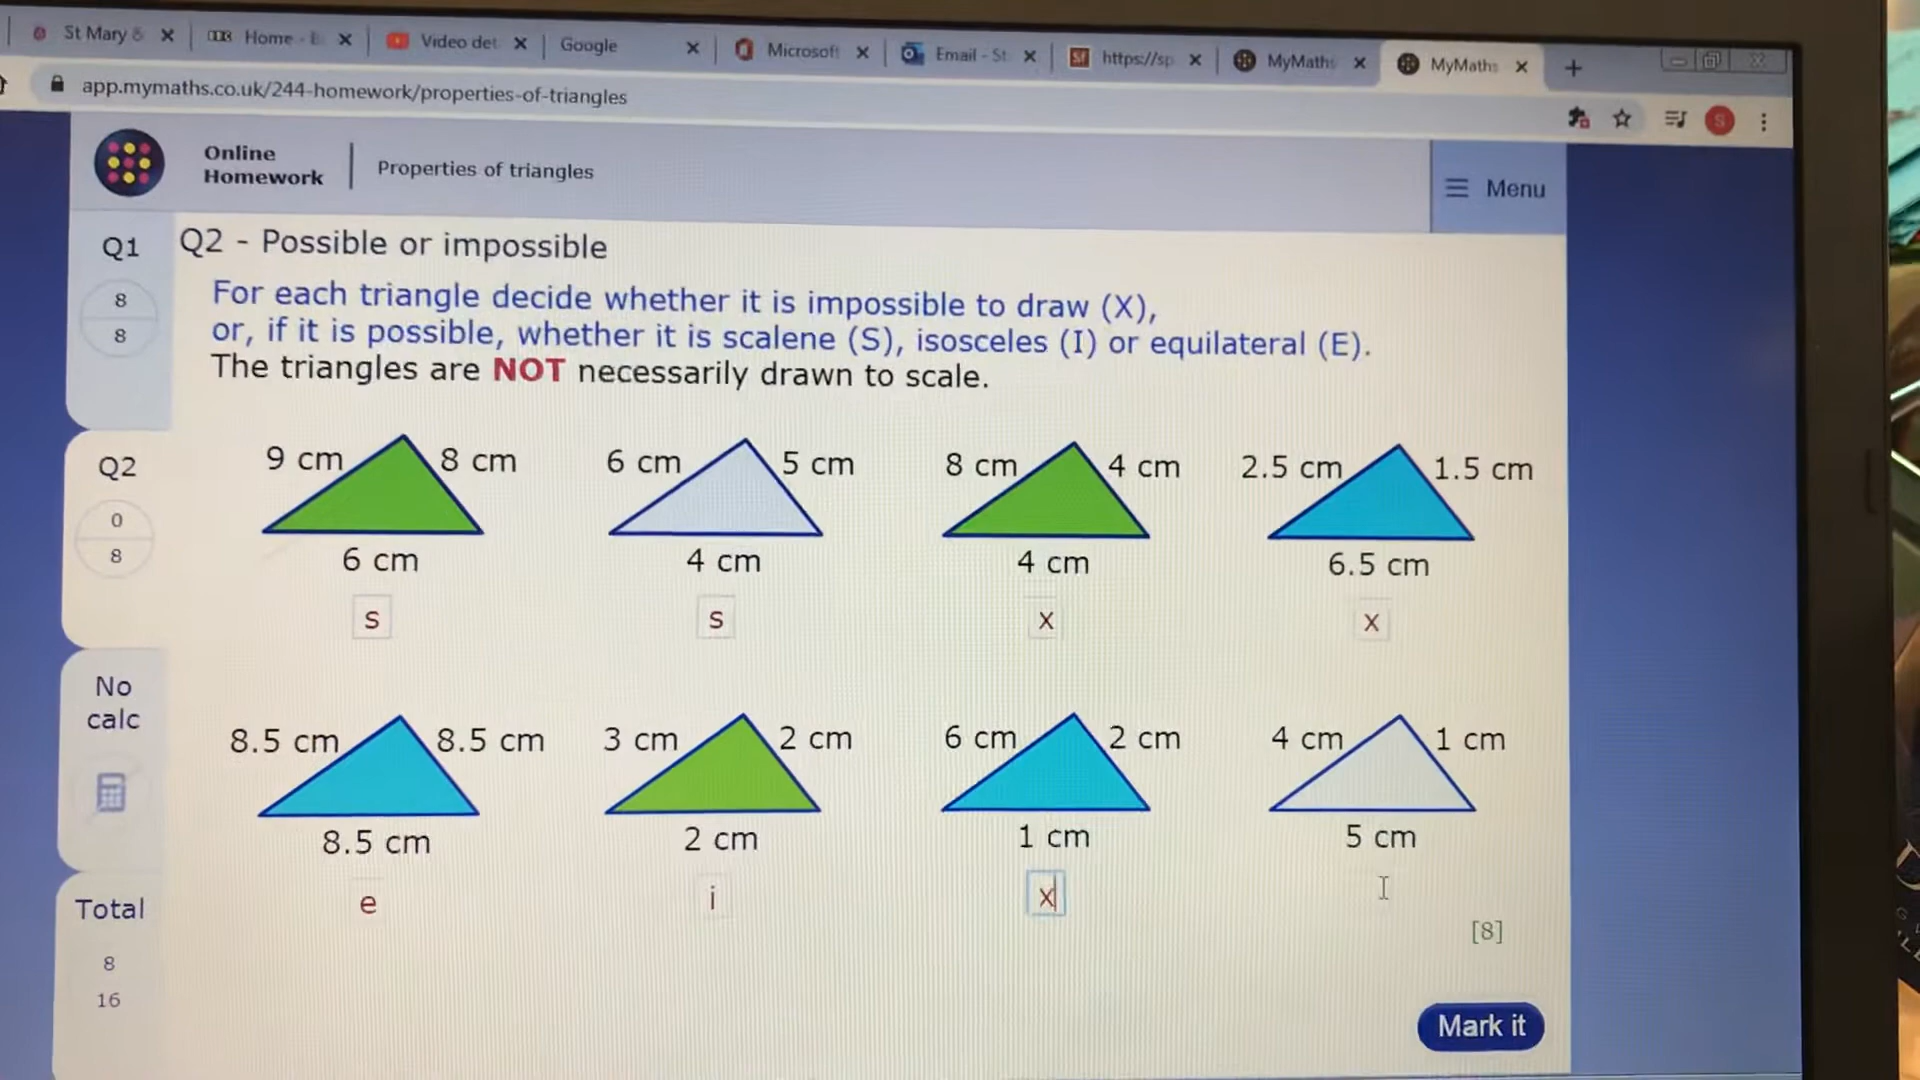 St Mary &
Home - B
Video det
Google
Microsoft
Email - St
https://sp
MyMaths
MyMaths
app.mymaths.co.uk/244-homework/properties-of-triangles
S
Online
Homework
Properties of triangles
Menu
Q1
8
8
Q2 - Possible or impossible
For each triangle decide whether it is impossible to draw (X),
or, if it is possible, whether it is scalene (S), isosceles (I) or equilateral (E).
The triangles are NOT necessarily drawn to scale.
Q2
0
8
9 cm 8 cm 6 cm 5 cm 8 cm 4 cm 2.5 cm 1.5 cm
6 cm 4 cm 4 cm 6.5 cm
s s x x
No
calc
8.5 cm 8.5 cm 3 cm 2 cm 6 cm 2 cm 4 cm 1 cm
8.5 cm 2 cm 1 cm 5 cm
e i x
[8]
Total
8
16
Mark it